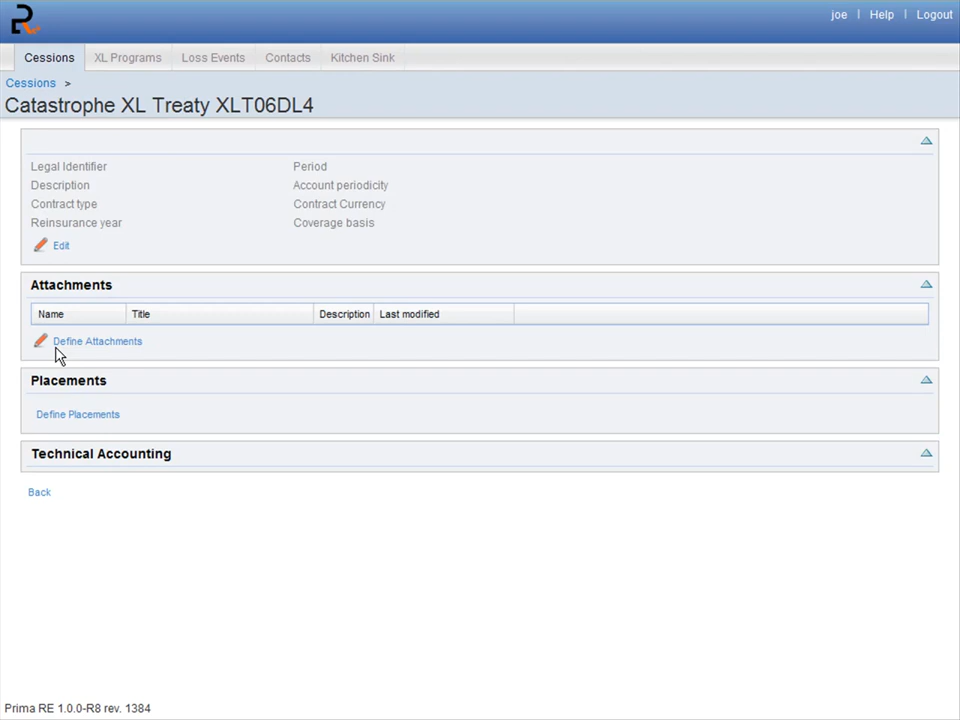 joe | Help | Logout
Cessions XL Programs Loss Events Contacts Kitchen Sink
Cessions >
Catastrophe XL Treaty XLT06DL4
Legal Identifier Period
Description Account periodicity
Contract type Contract Currency
Reinsurance year Coverage basis
Edit
Attachments
Name Title Description Last modified
Define Attachments
Placements
Define Placements
Technical Accounting
Back
Prima RE 1.0.0-R8 rev. 1384